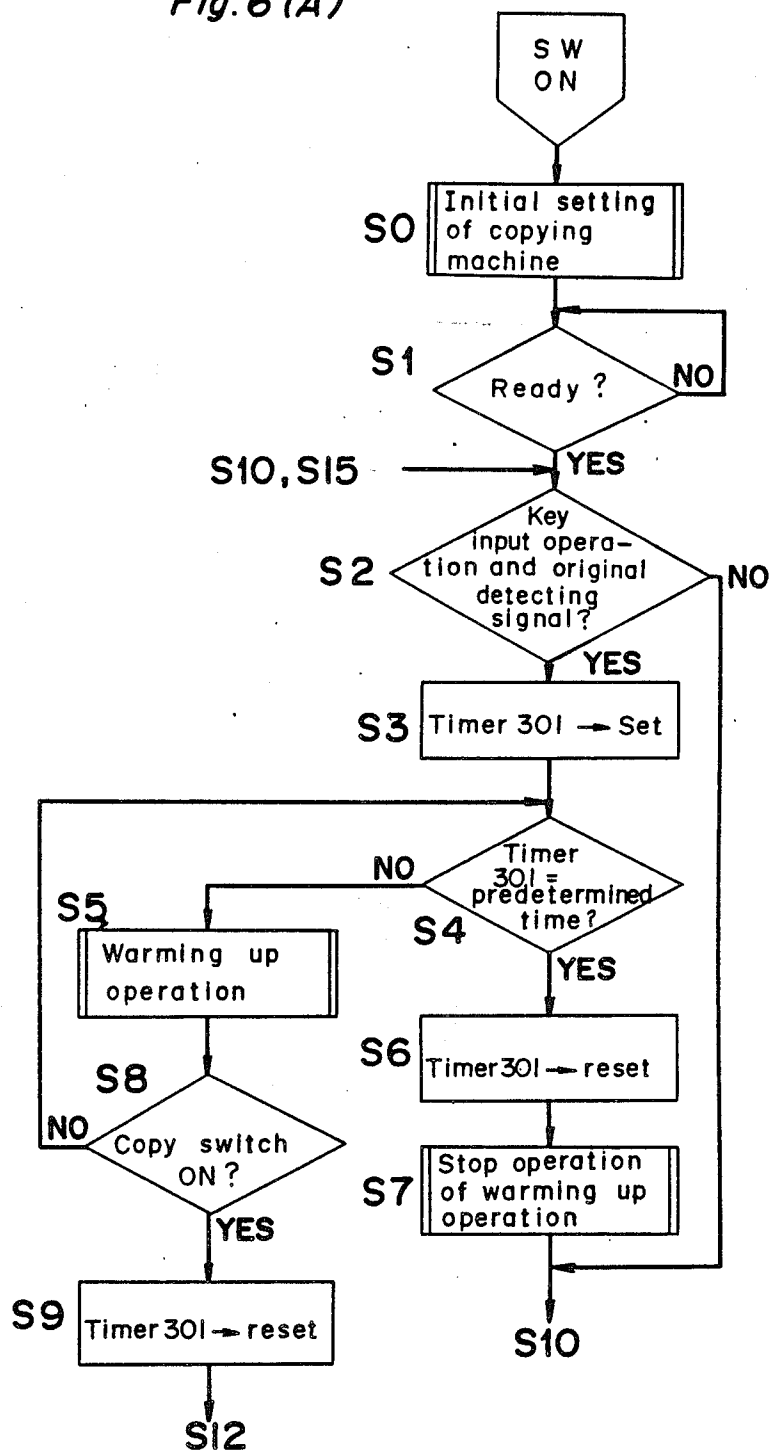 Fig. 6 (A)
SW
ON
S0
Initial setting
of copying
machine
S1
Ready ?
NO
YES
S10, S15
S2
Key
input opera-
tion and original
detecting
signal?
NO
YES
S3
Timer 301 → Set
S4
Timer
301 =
predetermined
time?
NO
YES
S5
Warming up
operation
S6
Timer 301 → reset
S8
Copy switch
ON ?
NO
YES
S7
Stop operation
of warming up
operation
S9
Timer 301 → reset
S10
S12